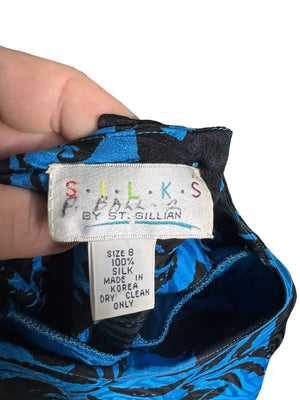 S·I·L·K·S
BY ST. GILLIAN
SIZE 8
100%
SILK
MADE IN
KOREA
DRY CLEAN
ONLY